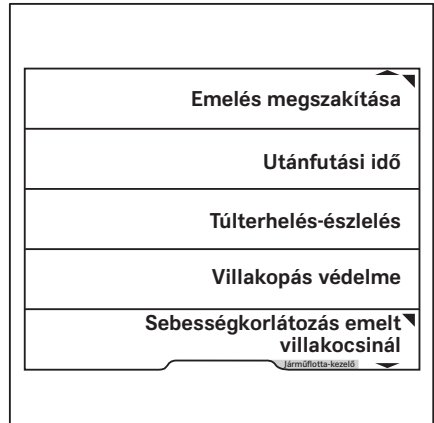 Emelés megszakítása
Utánfutási idő
Túlterhelés-észlelés
Villakopás védelme
Sebességkorlátozás emelt
villakocsinál
Járműflotta-kezelő